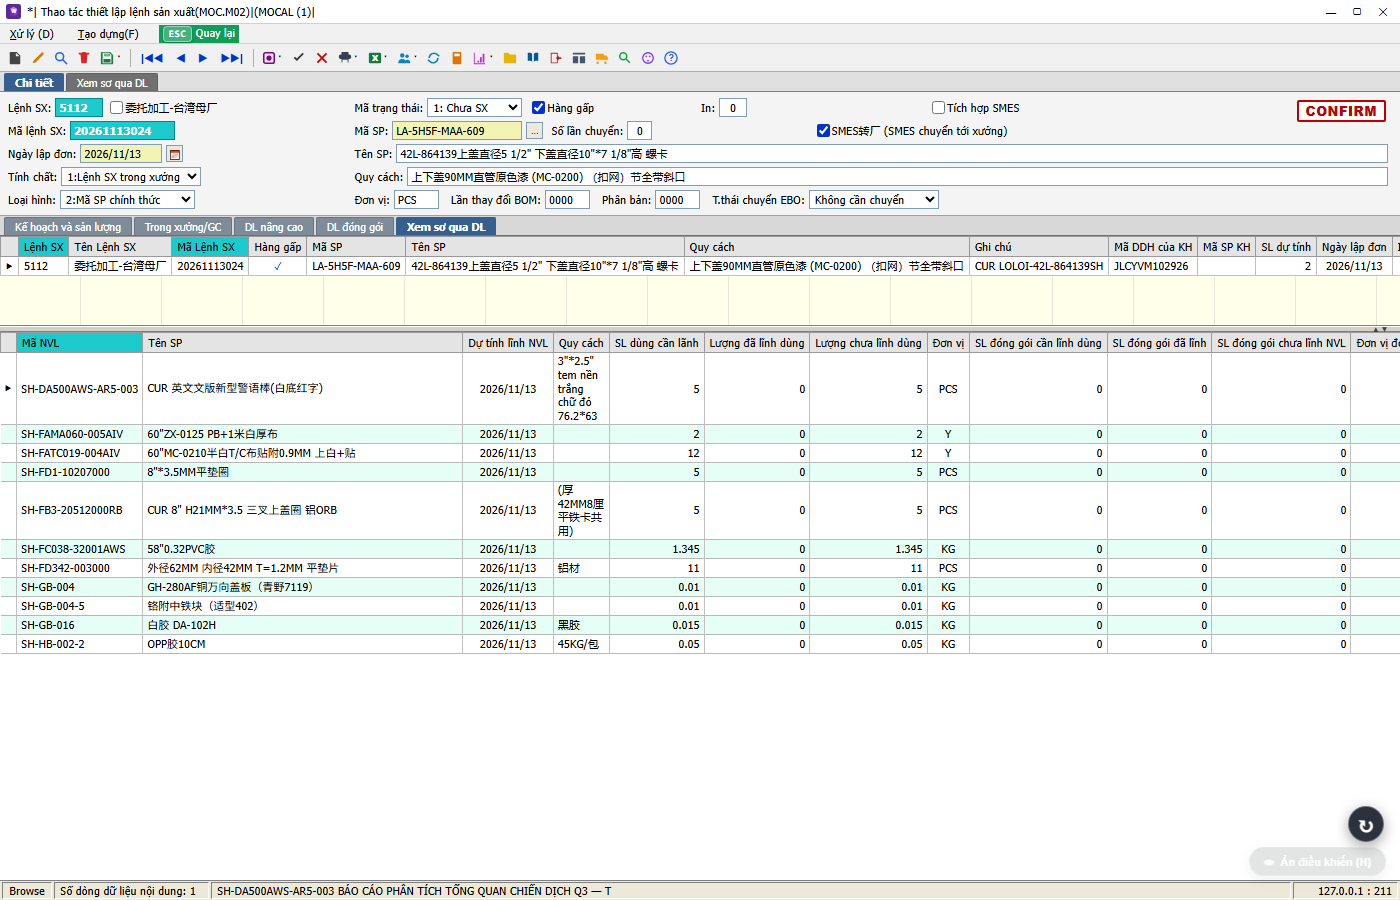 *| Thao tác thiết lập lệnh sản xuất(MOC.M02)|(MOCAL (1)|
Xử lý (D) Tạo dựng(F) ESC Quay lại
Chi tiết Xem sơ qua DL
Lệnh SX: 5112 委托加工-台湾母厂 Mã trạng thái: 1: Chưa SX Hàng gấp In: 0 Tích hợp SMES CONFIRM
Mã lệnh SX: 20261113024 Mã SP: LA-5H5F-MAA-609 ... Số lần chuyển: 0 SMES转厂 (SMES chuyển tới xưởng)
Ngày lập đơn: 2026/11/13 Tên SP: 42L-864139上盖直径5 1/2" 下盖直径10"*7 1/8"高 螺卡
Tính chất: 1:Lệnh SX trong xưởng Quy cách: 上下盖90MM直管原色漆 (MC-0200) （扣网）节全带斜口
Loại hình: 2:Mã SP chính thức Đơn vị: PCS Lần thay đổi BOM: 0000 Phân bản: 0000 T.thái chuyển EBO: Không cần chuyển
Kế hoạch và sản lượng Trong xưởng/GC DL nâng cao DL đóng gói Xem sơ qua DL
Lệnh SX Tên Lệnh SX Mã Lệnh SX Hàng gấp Mã SP Tên SP Quy cách Ghi chú Mã DDH của KH Mã SP KH SL dự tính Ngày lập đơn
5112 委托加工-台湾母厂 20261113024 ✓ LA-5H5F-MAA-609 42L-864139上盖直径5 1/2" 下盖直径10"*7 1/8"高 螺卡 上下盖90MM直管原色漆 (MC-0200) （扣网）节全带斜口 CUR LOLOI-42L-864139SH JLCYVM102926 2 2026/11/13
Mã NVL Tên SP Dự tính lĩnh NVL Quy cách SL dùng cần lãnh Lượng đã lĩnh dùng Lượng chưa lĩnh dùng Đơn vị SL đóng gói cần lĩnh dùng SL đóng gói đã lĩnh SL đóng gói chưa lĩnh NVL Đơn vị đó
SH-DA500AWS-AR5-003 CUR 英文文版新型警语棒(白底红字) 2026/11/13 3"*2.5" tem nền trắng chữ đỏ 76.2*63 5 0 5 PCS 0 0 0
SH-FAMA060-005AIV 60"ZX-0125 PB+1米白厚布 2026/11/13 2 0 2 Y 0 0 0
SH-FATC019-004AIV 60"MC-0210半白T/C布贴附0.9MM 上白+贴 2026/11/13 12 0 12 Y 0 0 0
SH-FD1-10207000 8"*3.5MM平垫圈 2026/11/13 5 0 5 PCS 0 0 0
SH-FB3-20512000RB CUR 8" H21MM*3.5 三叉上盖圈 铝ORB 2026/11/13 (厚42MM8厘平铁卡共用) 5 0 5 PCS 0 0 0
SH-FC038-32001AWS 58"0.32PVC胶 2026/11/13 1.345 0 1.345 KG 0 0 0
SH-FD342-003000 外径62MM 内径42MM T=1.2MM 平垫片 2026/11/13 铝材 11 0 11 PCS 0 0 0
SH-GB-004 GH-280AF铜万向盖板（青野7119） 2026/11/13 0.01 0 0.01 KG 0 0 0
SH-GB-004-5 铬附中铁块（适型402） 2026/11/13 0.01 0 0.01 KG 0 0 0
SH-GB-016 白胶 DA-102H 2026/11/13 黑胶 0.015 0 0.015 KG 0 0 0
SH-HB-002-2 OPP胶10CM 2026/11/13 45KG/包 0.05 0 0.05 KG 0 0 0
Ẩn điều khiển (H)
Browse Số dòng dữ liệu nội dung: 1 SH-DA500AWS-AR5-003 BÁO CÁO PHÂN TÍCH TỔNG QUAN CHIẾN DỊCH Q3 — T 127.0.0.1 : 211